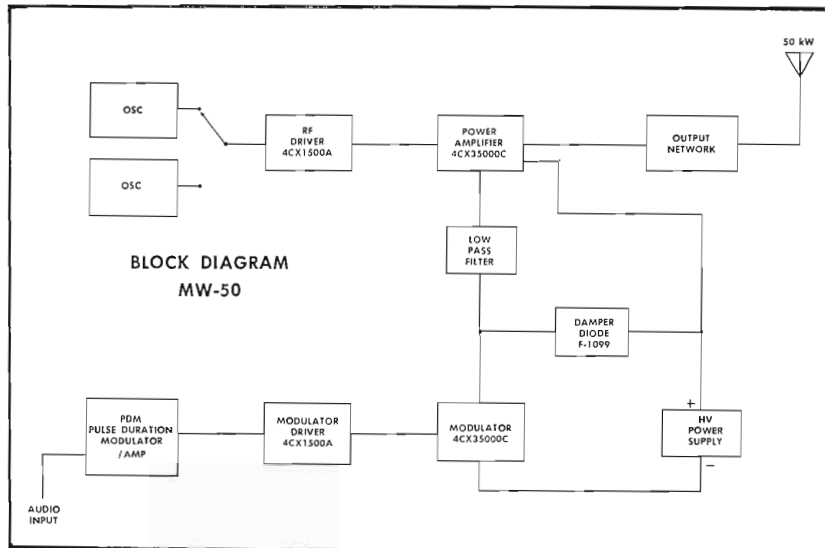 50 kW
OSC
RF
DRIVER
4CX1500A
POWER
AMPLIFIER
4CX35000C
OUTPUT
NETWORK
OSC
BLOCK DIAGRAM
MW-50
LOW
PASS
FILTER
DAMPER
DIODE
F-1099
PDM
PULSE DURATION
MODULATOR
/AMP
MODULATOR
DRIVER
4CX1500A
MODULATOR
4CX35000C
+
HV
POWER
SUPPLY
−
AUDIO
INPUT